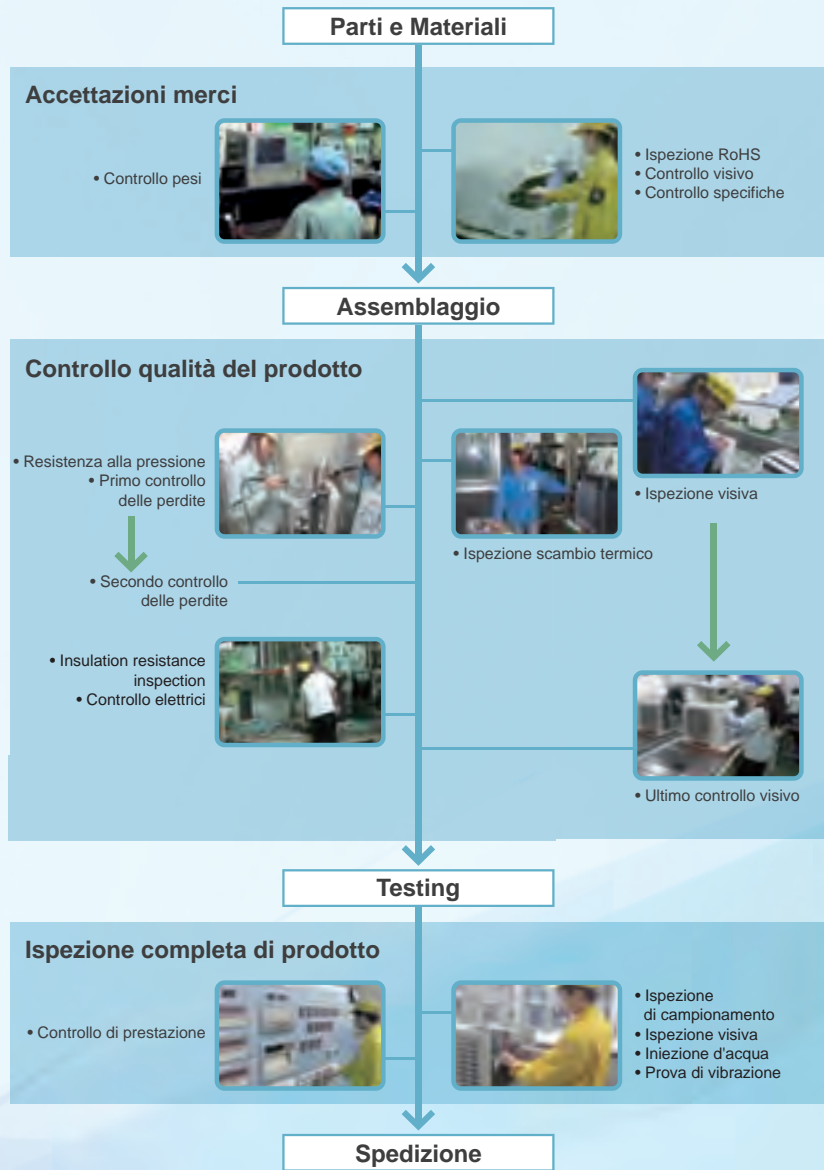 Parti e Materiali
Accettazioni merci
• Controllo pesi
• Ispezione RoHS
• Controllo visivo
• Controllo specifiche
Assemblaggio
Controllo qualità del prodotto
• Resistenza alla pressione
• Primo controllo
delle perdite
• Secondo controllo
delle perdite
• Ispezione scambio termico
• Ispezione visiva
• Insulation resistance
inspection
• Controllo elettrici
• Ultimo controllo visivo
Testing
Ispezione completa di prodotto
• Controllo di prestazione
• Ispezione
di campionamento
• Ispezione visiva
• Iniezione d'acqua
• Prova di vibrazione
Spedizione